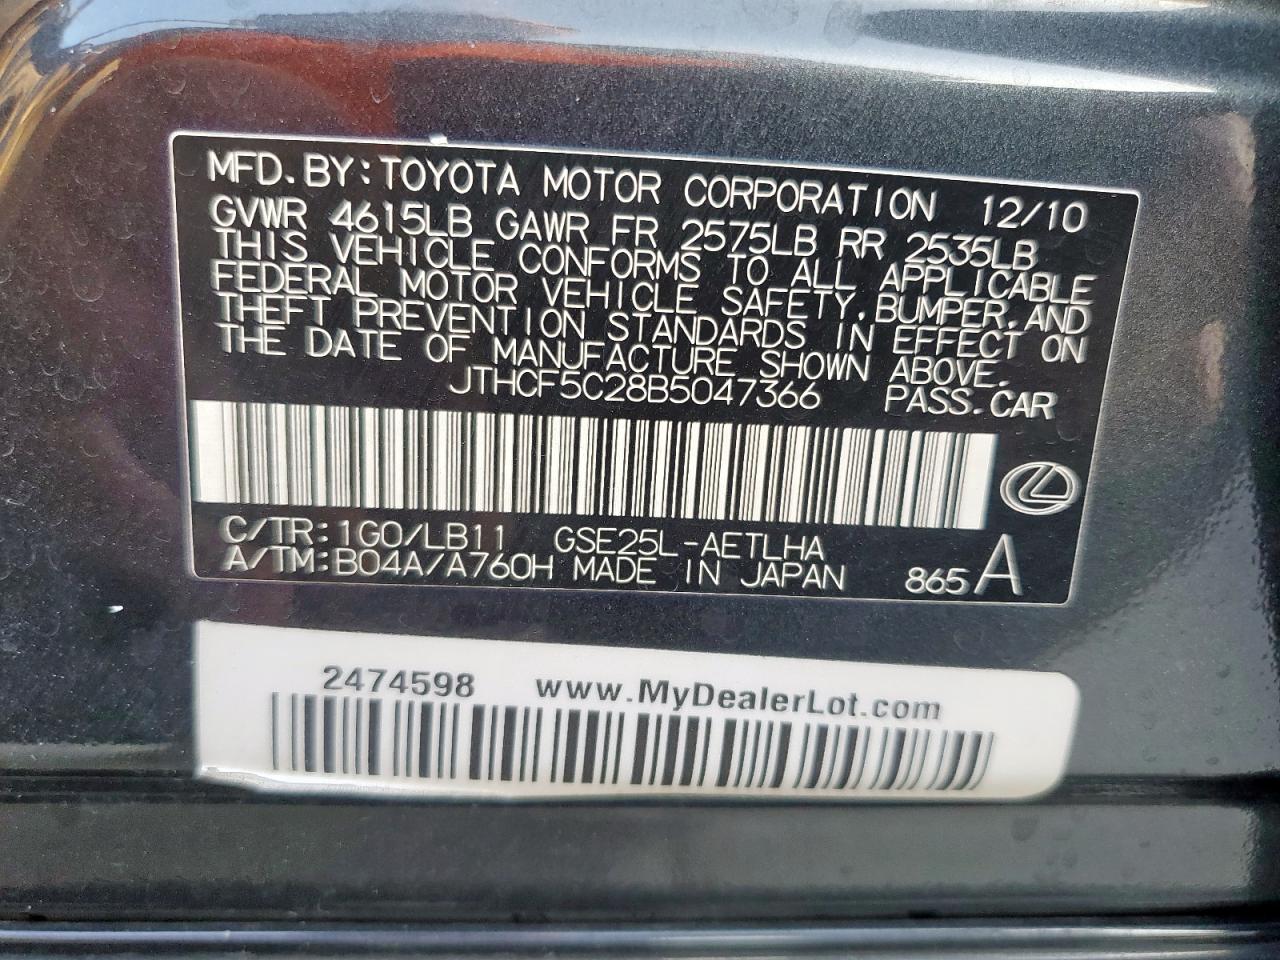 MFD.BY:TOYOTA MOTOR CORPORATION 12/10
GVWR 4615LB GAWR FR 2575LB RR 2535LB
THIS VEHICLE CONFORMS TO ALL APPLICABLE
FEDERAL MOTOR VEHICLE SAFETY,BUMPER,AND
THEFT PREVENTION STANDARDS IN EFFECT ON
THE DATE OF MANUFACTURE SHOWN ABOVE.
JTHCF5C28B5047366 PASS.CAR
C/TR:1G0/LB11 GSE25L-AETLHA
A/TM:B04A/A760H MADE IN JAPAN 865A
2474598 www.MyDealerLot.com